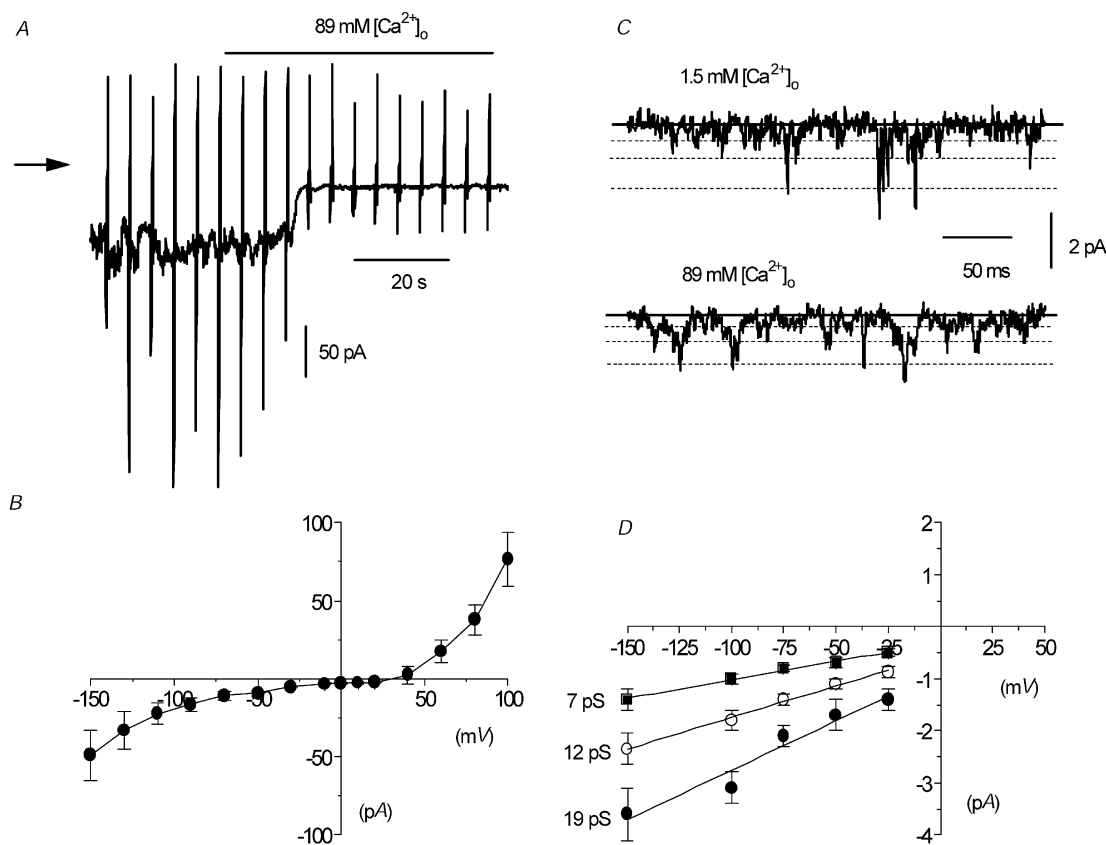 A
89 mM [Ca2+]o
20 s
50 pA
C
1.5 mM [Ca2+]o
2 pA
50 ms
89 mM [Ca2+]o
B
100
50
-150 -100 -50 50 100
(mV)
-50
(pA)
-100
D
2
1
-150 -100 -75 -50 -25 25 50
-1
(mV)
7 pS
-2
12 pS
-3
19 pS
(pA)
-4